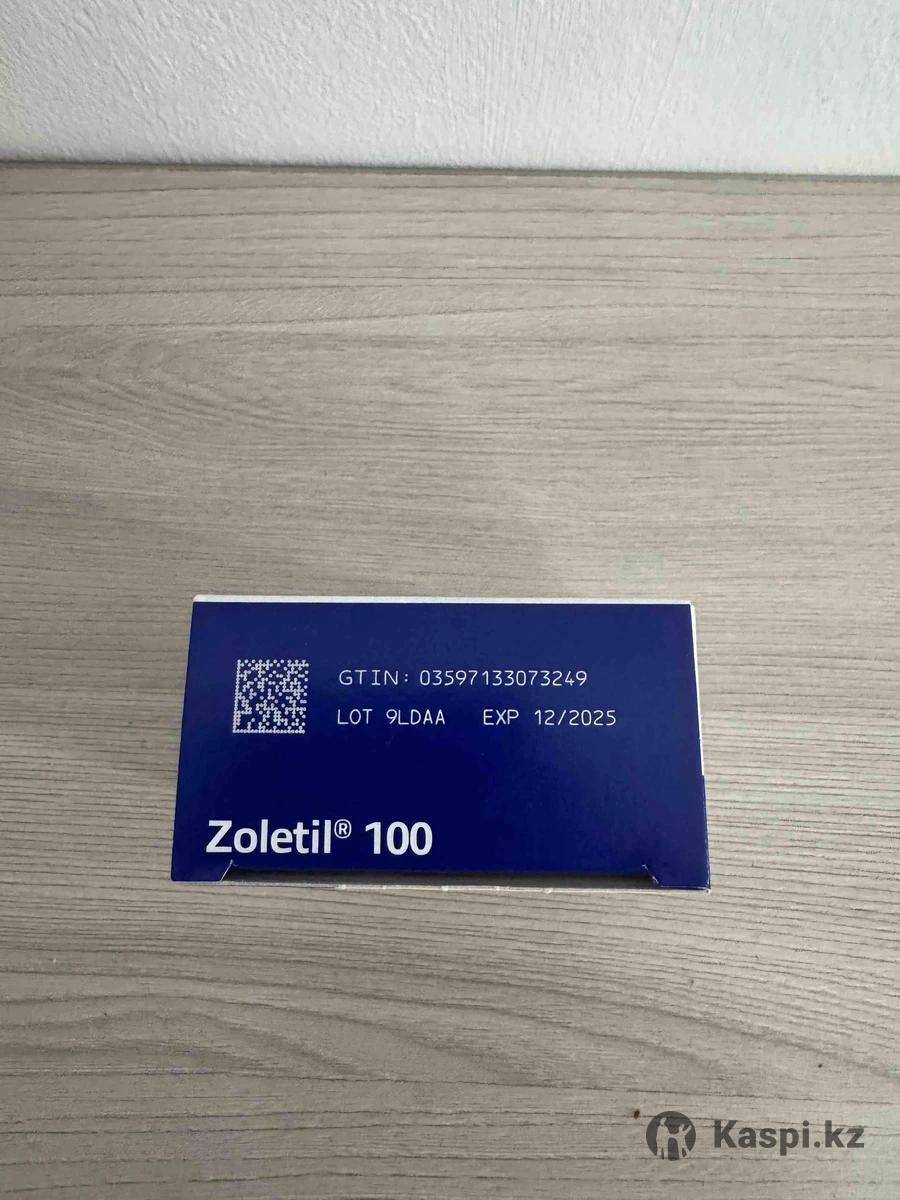 GTIN: 03597133073249
LOT 9LDAA EXP 12/2025
Zoletil® 100
Kaspi.kz